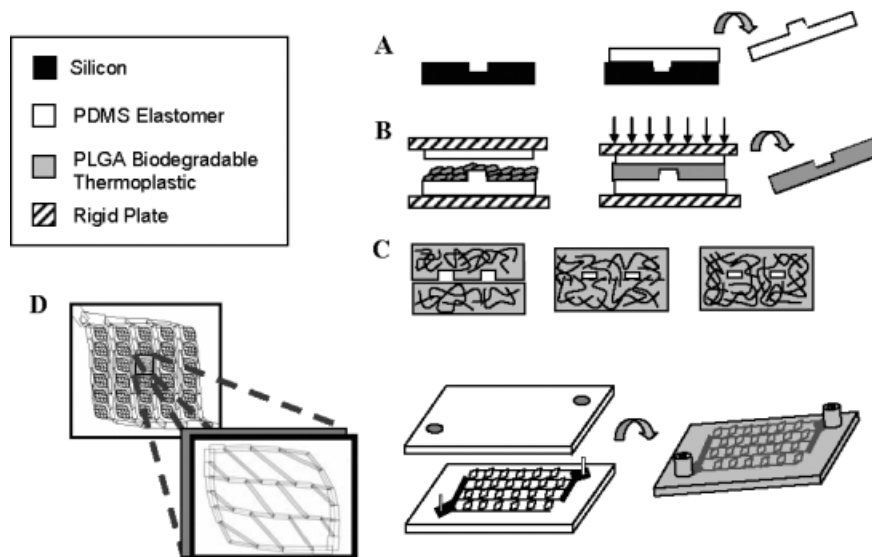 Silicon
PDMS Elastomer
PLGA Biodegradable
Thermoplastic
Rigid Plate
A
B
C
D